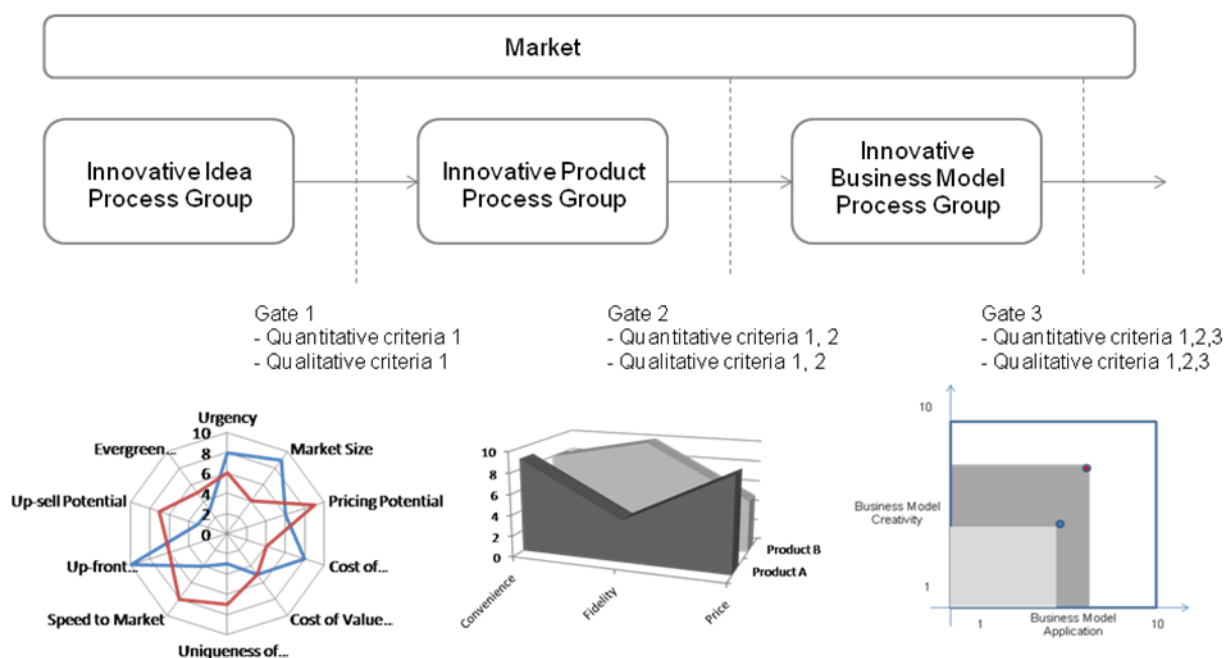 Market
Innovative Idea
Process Group
Innovative Product
Process Group
Innovative
Business Model
Process Group
Gate 1
- Quantitative criteria 1
- Qualitative criteria 1
Gate 2
- Quantitative criteria 1, 2
- Qualitative criteria 1, 2
Gate 3
- Quantitative criteria 1,2,3
- Qualitative criteria 1,2,3
Urgency
Evergreen...
Market Size
Up-sell Potential
Pricing Potential
Up-front...
Cost of...
Speed to Market
Cost of Value...
Uniqueness of...
10
8
6
4
2
0
10
8
6
4
2
0
Convenience
Fidelity
Price
Product B
Product A
10
Business Model
Creativity
1
1
Business Model
Application
10